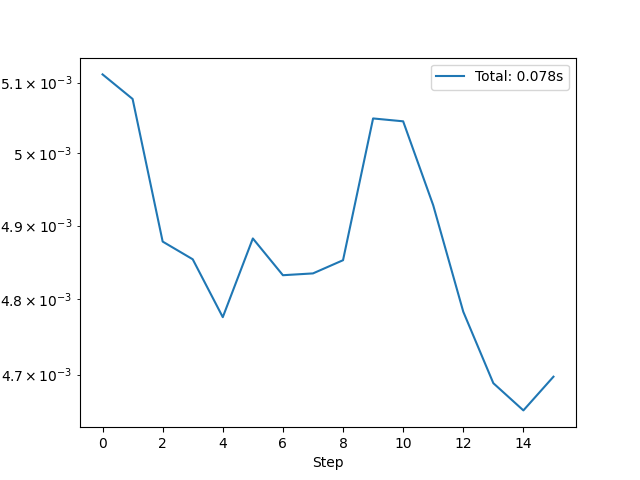 Total: 0.078s
5.1 × 10⁻³
5 × 10⁻³
4.9 × 10⁻³
4.8 × 10⁻³
4.7 × 10⁻³
0 2 4 6 8 10 12 14
Step